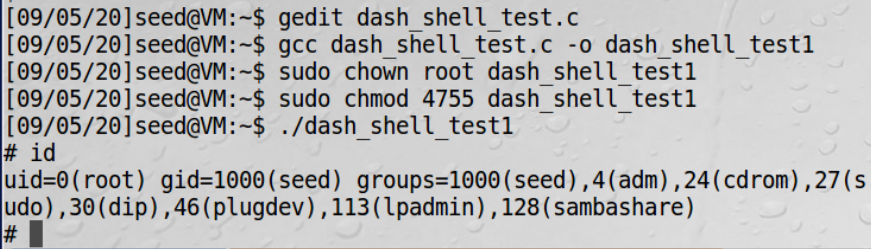 [09/05/20]seed@VM:~$ gedit dash_shell_test.c
[09/05/20]seed@VM:~$ gcc dash_shell_test.c -o dash_shell_test1
[09/05/20]seed@VM:~$ sudo chown root dash_shell_test1
[09/05/20]seed@VM:~$ sudo chmod 4755 dash_shell_test1
[09/05/20]seed@VM:~$ ./dash_shell_test1
# id
uid=0(root) gid=1000(seed) groups=1000(seed),4(adm),24(cdrom),27(s
udo),30(dip),46(plugdev),113(lpadmin),128(sambashare)
#